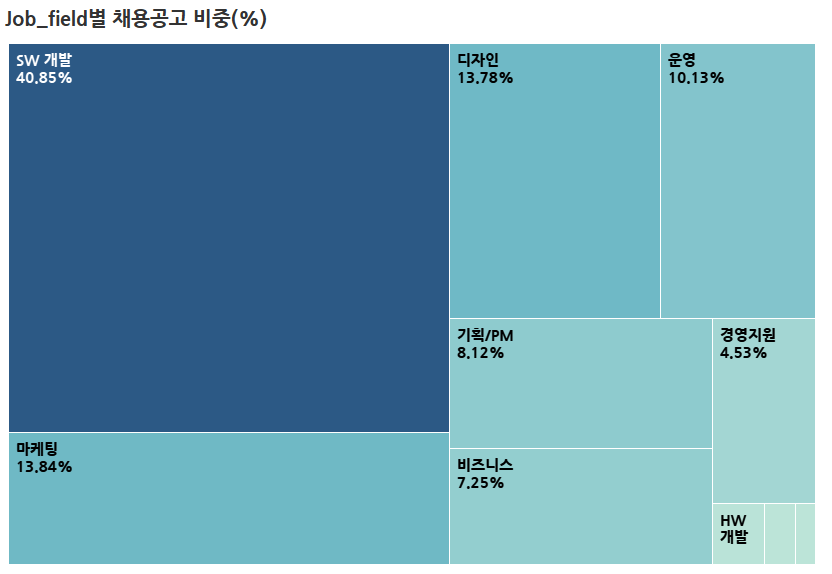 Job_field별 채용공고 비중(%)
SW 개발
40.85%
마케팅
13.84%
디자인
13.78%
운영
10.13%
기획/PM
8.12%
비즈니스
7.25%
경영지원
4.53%
HW
개발